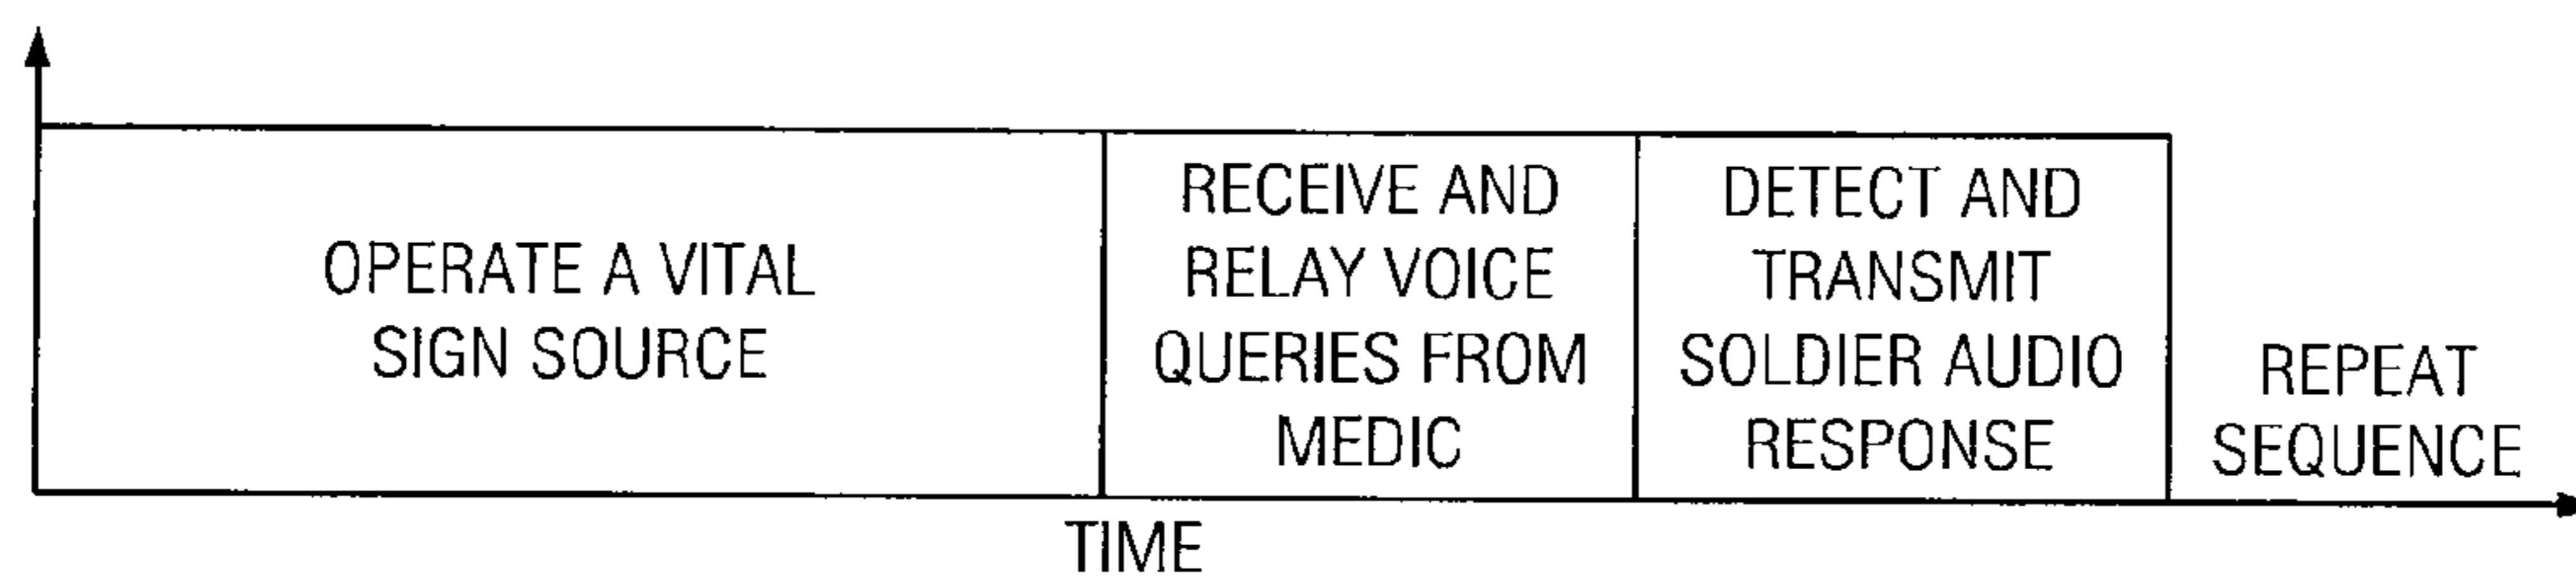 OPERATE A VITAL
SIGN SOURCE
RECEIVE AND
RELAY VOICE
QUERIES FROM
MEDIC
DETECT AND
TRANSMIT
SOLDIER AUDIO
RESPONSE
REPEAT
SEQUENCE
TIME